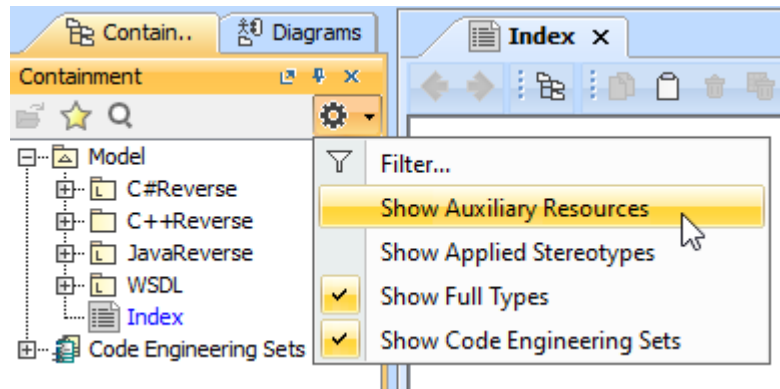 Contain..
Diagrams
Index
Containment
Model
C#Reverse
C++Reverse
JavaReverse
WSDL
Index
Code Engineering Sets
Filter...
Show Auxiliary Resources
Show Applied Stereotypes
Show Full Types
Show Code Engineering Sets